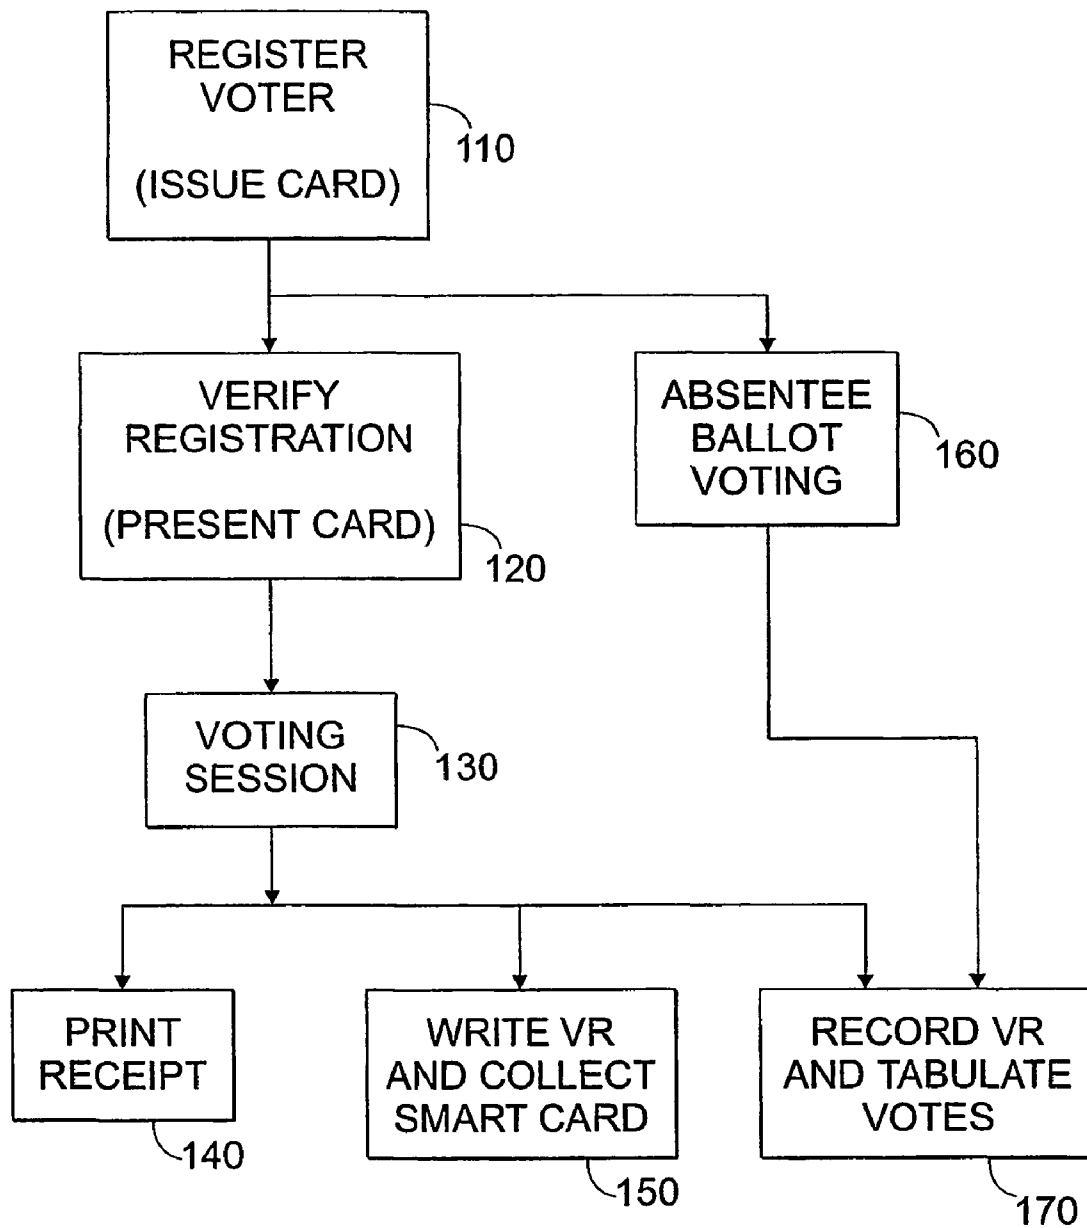 REGISTER
VOTER
(ISSUE CARD)
110
VERIFY
REGISTRATION
(PRESENT CARD)
120
ABSENTEE
BALLOT
VOTING
160
VOTING
SESSION
130
PRINT
RECEIPT
140
WRITE VR
AND COLLECT
SMART CARD
150
RECORD VR
AND TABULATE
VOTES
170